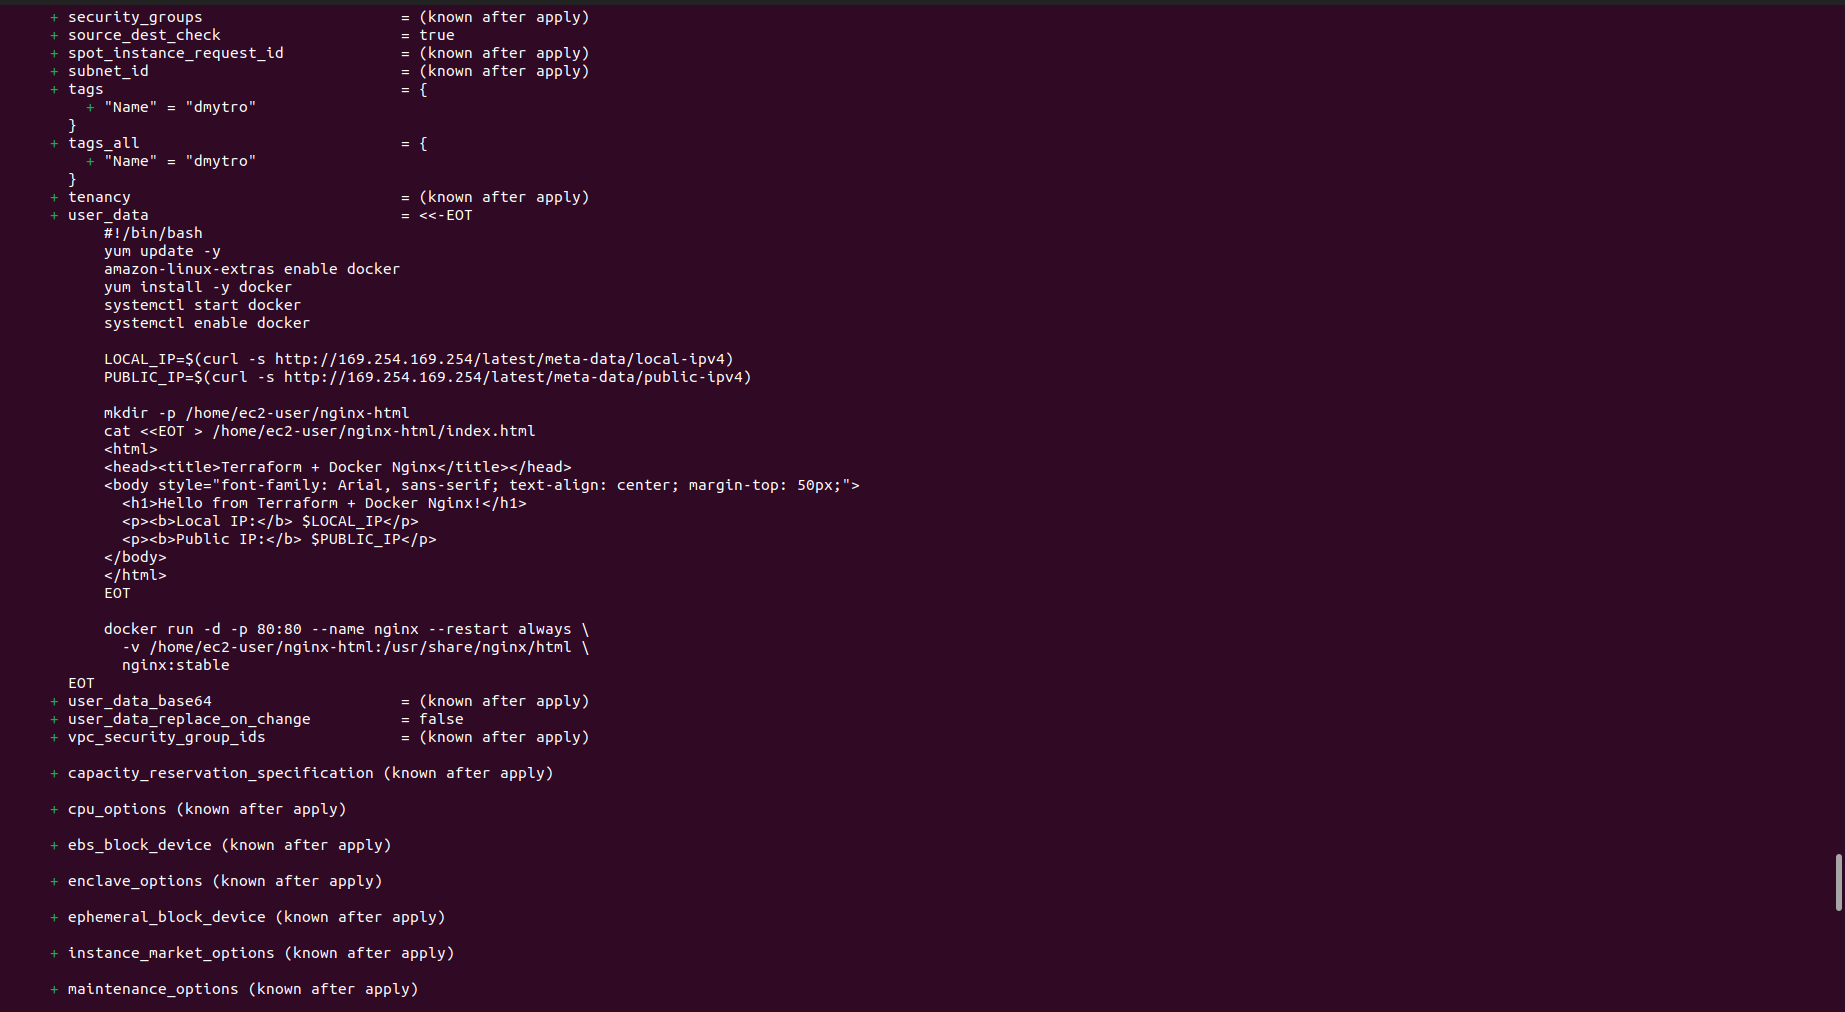 + security_groups                      = (known after apply)
+ source_dest_check                    = true
+ spot_instance_request_id             = (known after apply)
+ subnet_id                            = (known after apply)
+ tags                                 = {
    + "Name" = "dmytro"
  }
+ tags_all                             = {
    + "Name" = "dmytro"
  }
+ tenancy                              = (known after apply)
+ user_data                            = <<-EOT
      #!/bin/bash
      yum update -y
      amazon-linux-extras enable docker
      yum install -y docker
      systemctl start docker
      systemctl enable docker

      LOCAL_IP=$(curl -s http://169.254.169.254/latest/meta-data/local-ipv4)
      PUBLIC_IP=$(curl -s http://169.254.169.254/latest/meta-data/public-ipv4)

      mkdir -p /home/ec2-user/nginx-html
      cat <<EOT > /home/ec2-user/nginx-html/index.html
      <html>
      <head><title>Terraform + Docker Nginx</title></head>
      <body style="font-family: Arial, sans-serif; text-align: center; margin-top: 50px;">
        <h1>Hello from Terraform + Docker Nginx!</h1>
        <p><b>Local IP:</b> $LOCAL_IP</p>
        <p><b>Public IP:</b> $PUBLIC_IP</p>
      </body>
      </html>
      EOT

      docker run -d -p 80:80 --name nginx --restart always \
        -v /home/ec2-user/nginx-html:/usr/share/nginx/html \
        nginx:stable
  EOT
+ user_data_base64                     = (known after apply)
+ user_data_replace_on_change          = false
+ vpc_security_group_ids               = (known after apply)

+ capacity_reservation_specification (known after apply)

+ cpu_options (known after apply)

+ ebs_block_device (known after apply)

+ enclave_options (known after apply)

+ ephemeral_block_device (known after apply)

+ instance_market_options (known after apply)

+ maintenance_options (known after apply)